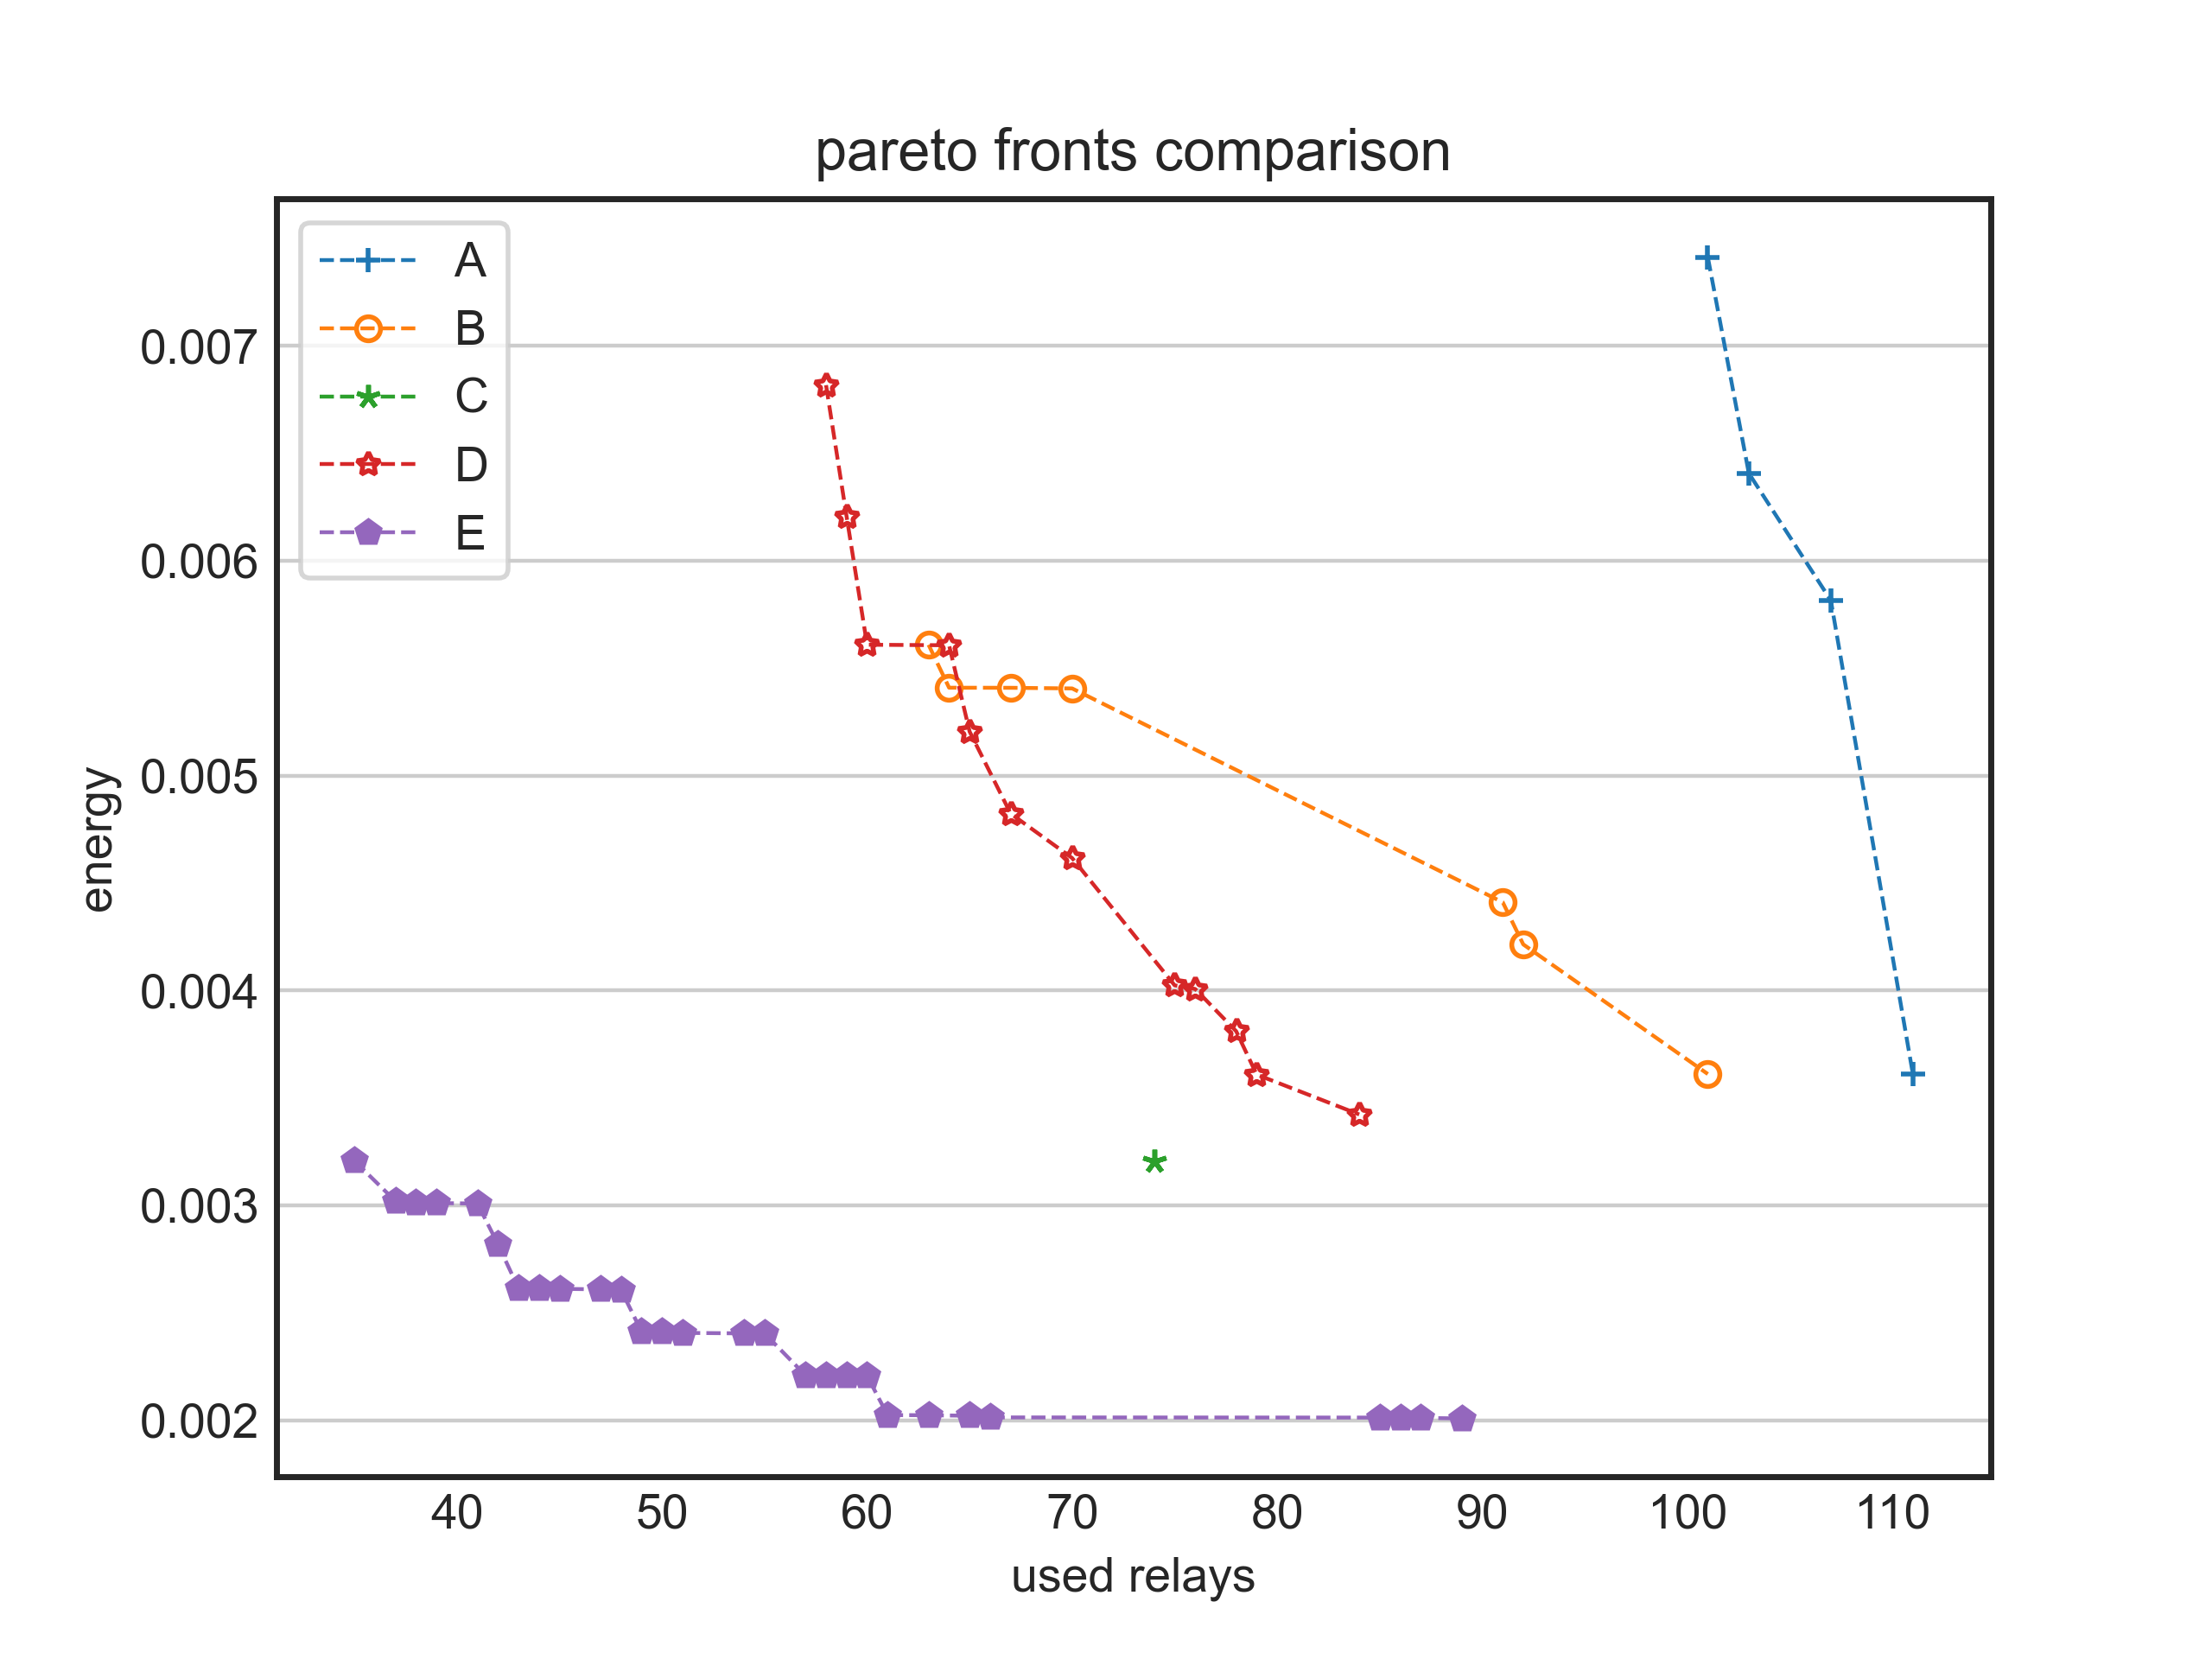 pareto fronts comparison
A
B
C
D
E
0.007
0.006
0.005
0.004
0.003
0.002
energy
40 50 60 70 80 90 100 110
used relays